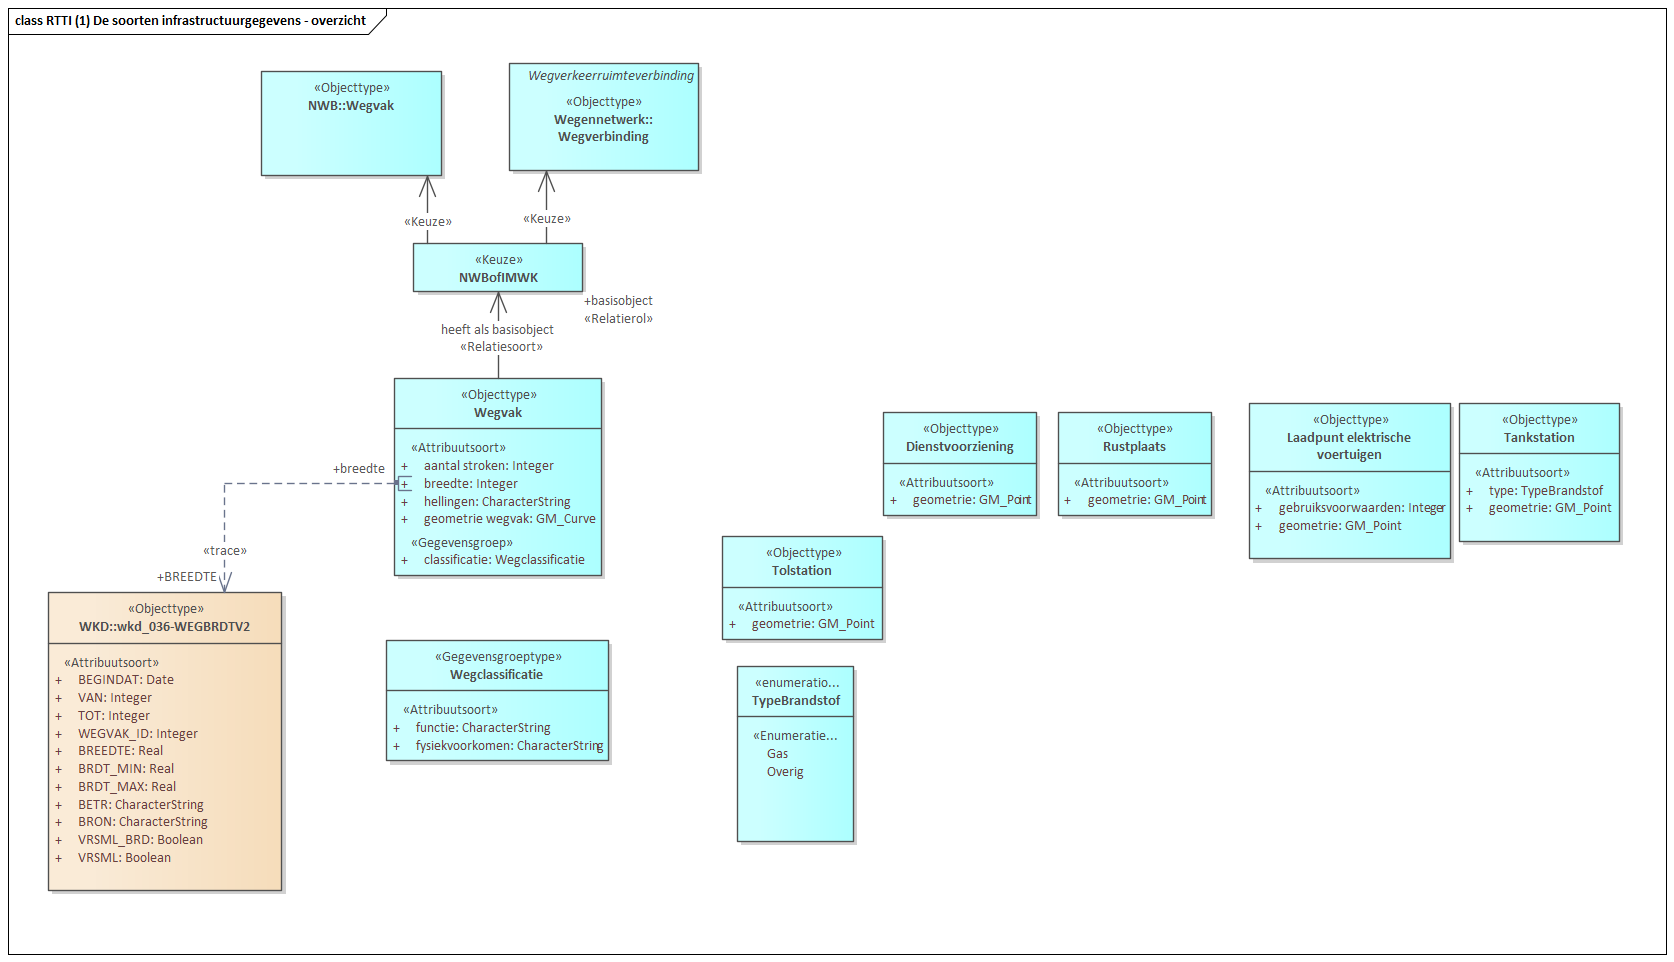 class RTTI (1) De soorten infrastructuurgegevens - overzicht
«Objecttype»
NWB::Wegvak
Wegverkeerruimteverbinding
«Objecttype»
Wegennetwerk::
Wegverbinding
«Keuze»
«Keuze»
«Keuze»
NWBofIMWK
+basisobject
«Relatierol»
heeft als basisobject
«Relatiesoort»
«Objecttype»
Wegvak
«Attribuutsoort»
+ aantal stroken: Integer
+ breedte: Integer
+ hellingen: CharacterString
+ geometrie wegvak: GM_Curve
«Gegevensgroep»
+ classificatie: Wegclassificatie
+breedte
«trace»
+BREEDTE
«Objecttype»
WKD::wkd_036-WEGBRDTV2
«Attribuutsoort»
+ BEGINDAT: Date
+ VAN: Integer
+ TOT: Integer
+ WEGVAK_ID: Integer
+ BREEDTE: Real
+ BRDT_MIN: Real
+ BRDT_MAX: Real
+ BETR: CharacterString
+ BRON: CharacterString
+ VRSML_BRD: Boolean
+ VRSML: Boolean
«Gegevensgroeptype»
Wegclassificatie
«Attribuutsoort»
+ functie: CharacterString
+ fysiekvoorkomen: CharacterString
«Objecttype»
Tolstation
«Attribuutsoort»
+ geometrie: GM_Point
«enumeratio...
TypeBrandstof
«Enumeratie...
Gas
Overig
«Objecttype»
Dienstvoorziening
«Attribuutsoort»
+ geometrie: GM_Point
«Objecttype»
Rustplaats
«Attribuutsoort»
+ geometrie: GM_Point
«Objecttype»
Laadpunt elektrische
voertuigen
«Attribuutsoort»
+ gebruiksvoorwaarden: Integer
+ geometrie: GM_Point
«Objecttype»
Tankstation
«Attribuutsoort»
+ type: TypeBrandstof
+ geometrie: GM_Point